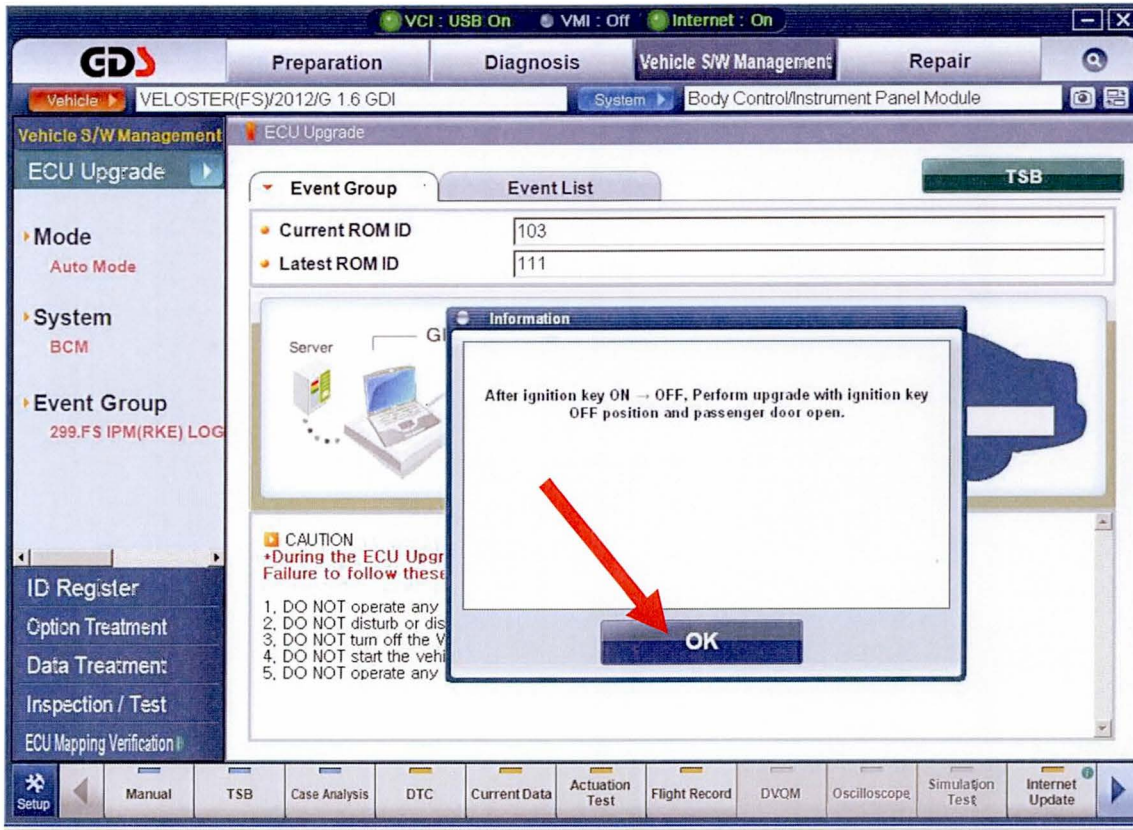 VCI : USB On VMI : Off Internet : On
GDS Preparation Diagnosis Vehicle S/W Management Repair
Vehicle VELOSTER(FS)/2012/G 1.6 GDI System Body Control/Instrument Panel Module
Vehicle S/W Management ECU Upgrade
ECU Upgrade
Event Group Event List TSB
Mode
Auto Mode
System
BCM
Event Group
299.FS IPM(RKE) LOG
Current ROM ID 103
Latest ROM ID 111
Server
Information
After ignition key ON → OFF, Perform upgrade with ignition key
OFF position and passenger door open.
OK
CAUTION
•During the ECU Upgr
Failure to follow these
1, DO NOT operate any
2, DO NOT disturb or dis
3, DO NOT turn off the V
4, DO NOT start the vehi
5, DO NOT operate any
ID Register
Option Treatment
Data Treatment
Inspection / Test
ECU Mapping Verification
Setup Manual TSB Case Analysis DTC Current Data Actuation Test Flight Record DVOM Oscilloscope Simulation Test Internet Update